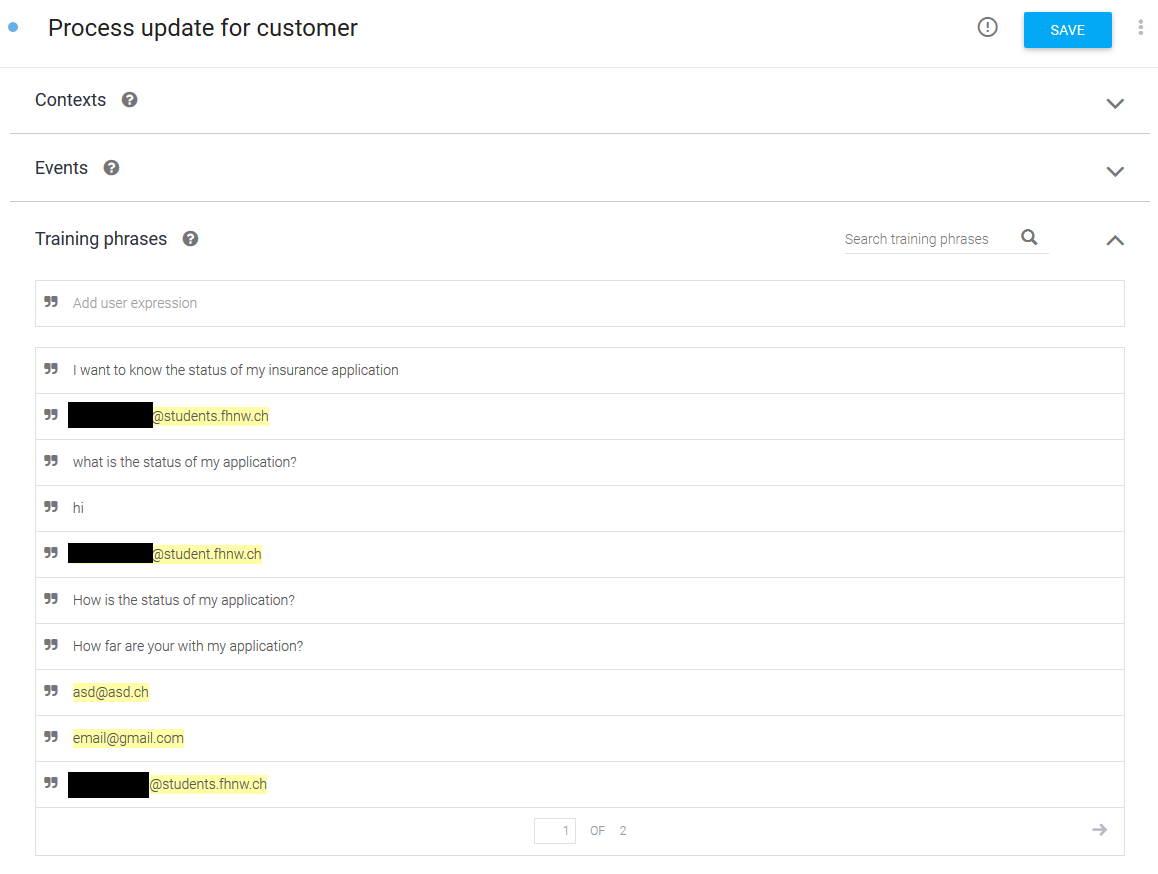 Process update for customer
SAVE
Contexts
Events
Training phrases
Search training phrases
Add user expression
I want to know the status of my insurance application
@students.fhnw.ch
what is the status of my application?
hi
@student.fhnw.ch
How is the status of my application?
How far are your with my application?
asd@asd.ch
email@gmail.com
@students.fhnw.ch
1 OF 2